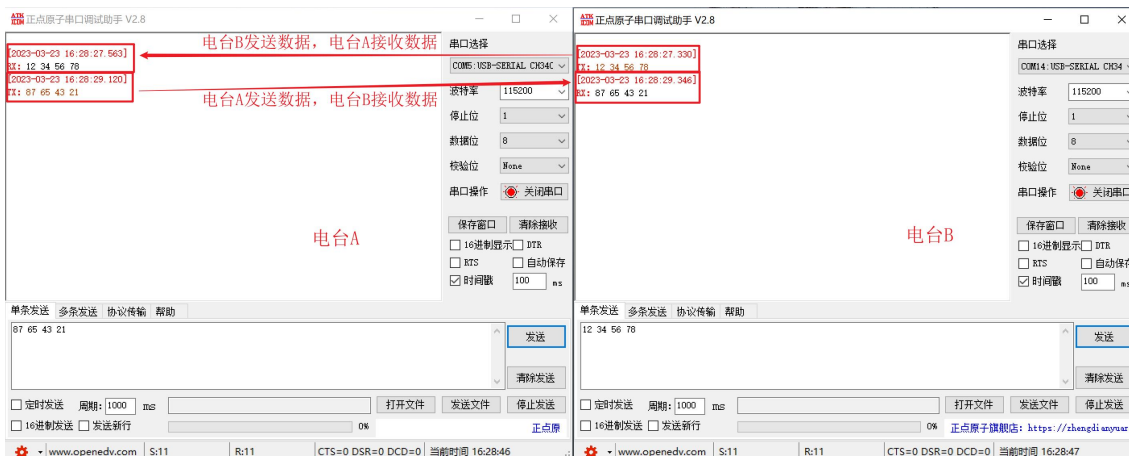 正点原子串口调试助手 V2.8
[2023-03-23 16:28:27.563]
RX: 12 34 56 78
[2023-03-23 16:28:29.120]
TX: 87 65 43 21
电台B发送数据，电台A接收数据
电台A发送数据，电台B接收数据
电台A
串口选择
COM5:USB-SERIAL CH34C
波特率 115200
停止位 1
数据位 8
校验位 None
串口操作 关闭串口
保存窗口 清除接收
16进制显示 DTR
RTS 自动保存
时间戳 100 ms
单条发送 多条发送 协议传输 帮助
87 65 43 21
发送
清除发送
定时发送 周期: 1000 ms 打开文件 发送文件 停止发送
16进制发送 发送新行 0% 正点原
www.openedv.com S:11 R:11 CTS=0 DSR=0 DCD=0 当前时间 16:28:46
正点原子串口调试助手 V2.8
[2023-03-23 16:28:27.330]
TX: 12 34 56 78
[2023-03-23 16:28:29.346]
RX: 87 65 43 21
电台B
串口选择
COM14:USB-SERIAL CH34
波特率 115200
停止位 1
数据位 8
校验位 None
串口操作 关闭串口
保存窗口 清除接收
16进制显示 DTR
RTS 自动保存
时间戳 100 ms
单条发送 多条发送 协议传输 帮助
12 34 56 78
发送
清除发送
定时发送 周期: 1000 ms 打开文件 发送文件 停止发送
16进制发送 发送新行 0% 正点原子旗舰店: https://zhengdianyuan
www.openedv.com S:11 R:11 CTS=0 DSR=0 DCD=0 当前时间 16:28:47